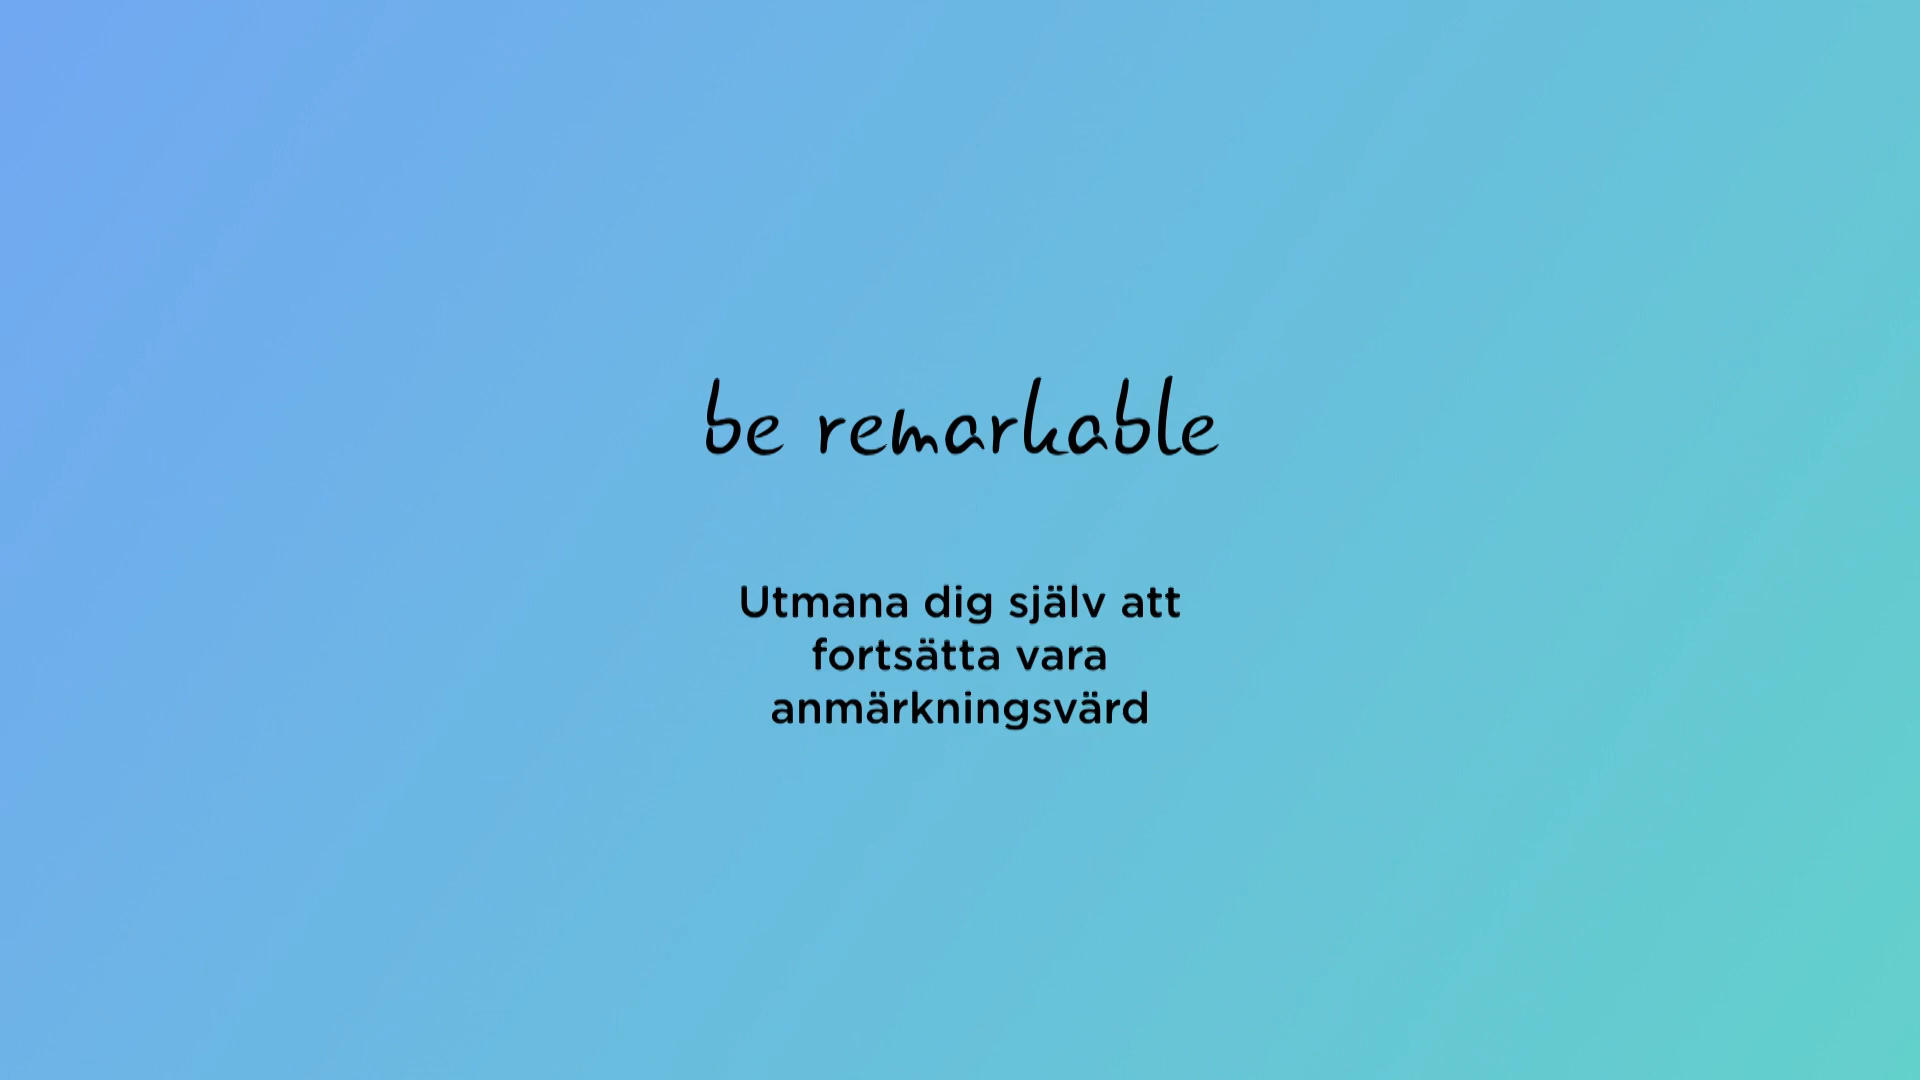 be remarkable
Utmana dig själv att
fortsätta vara
anmärkningsvärd